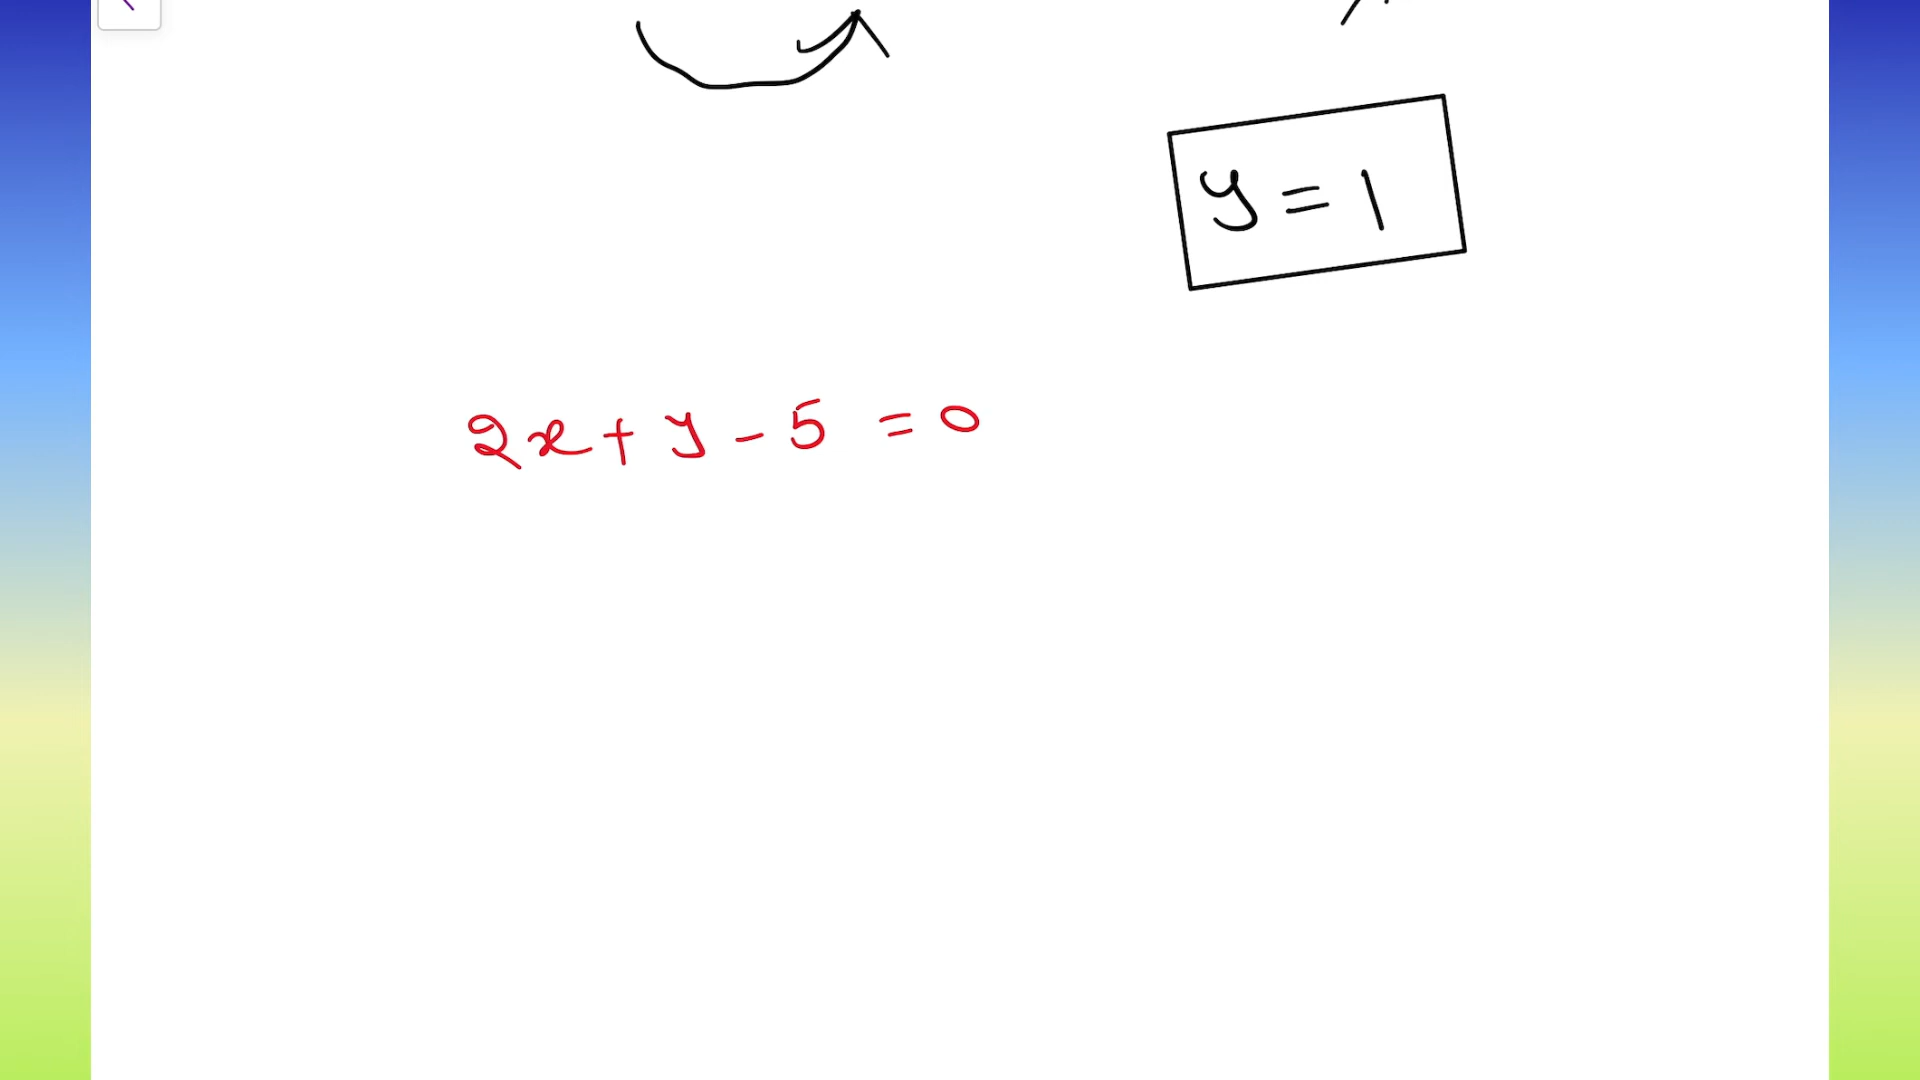 y = 1
2x + y - 5 = 0